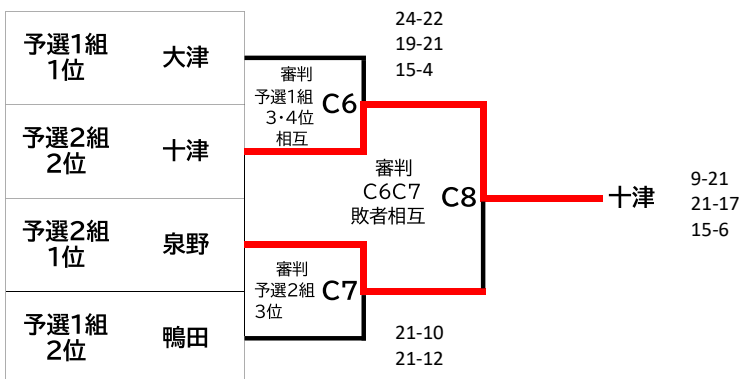 予選1組
1位
大津
予選2組
2位
十津
予選2組
1位
泉野
予選1組
2位
鴨田
審判
予選1組
3・4位
相互
C6
審判
予選2組
3位
C7
審判
C6C7
敗者相互
C8
十津
24-22
19-21
15-4
9-21
21-17
15-6
21-10
21-12